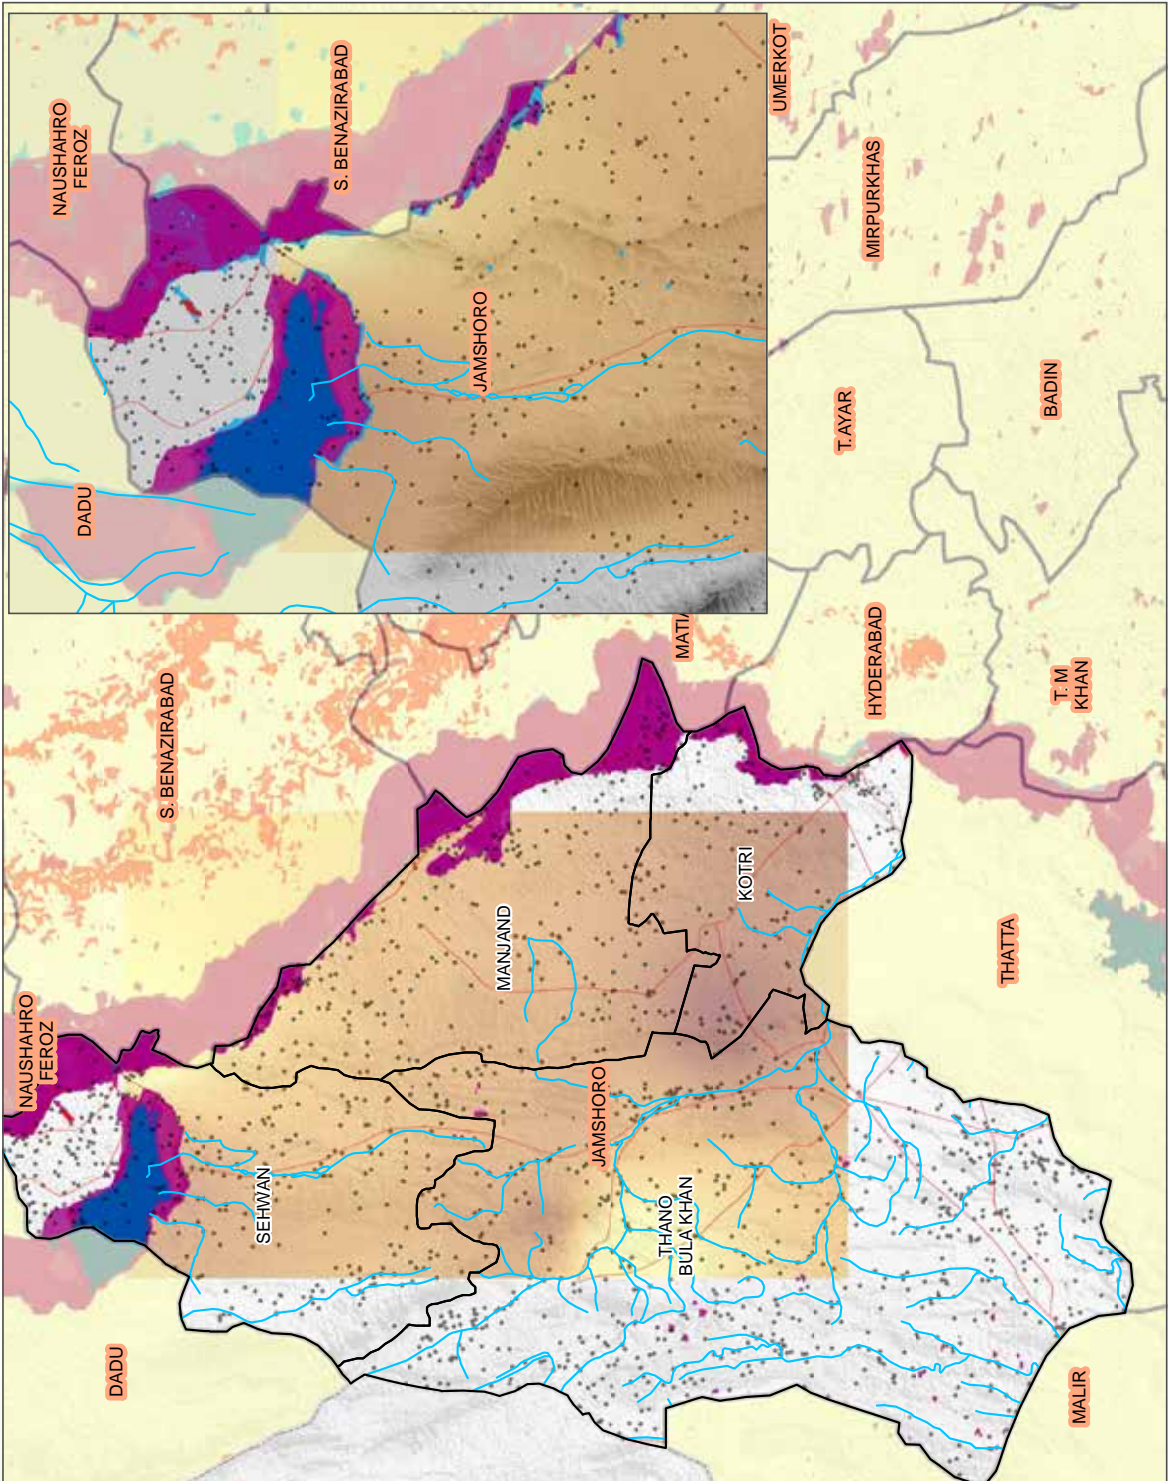 NAUSHAHRO
FEROZ
S. BENAZIRABAD
DADU
JAMSHORO
UMERKOT
MIRPURKHAS
T. AYAR
BADIN
S. BENAZIRABAD
MATIA
HYDERABAD
T. M
KHAN
NAUSHAHRO
FEROZ
MANJAND
KOTRI
THATTA
SEHWAN
JAMSHORO
THANO
BULA KHAN
DADU
MALIR